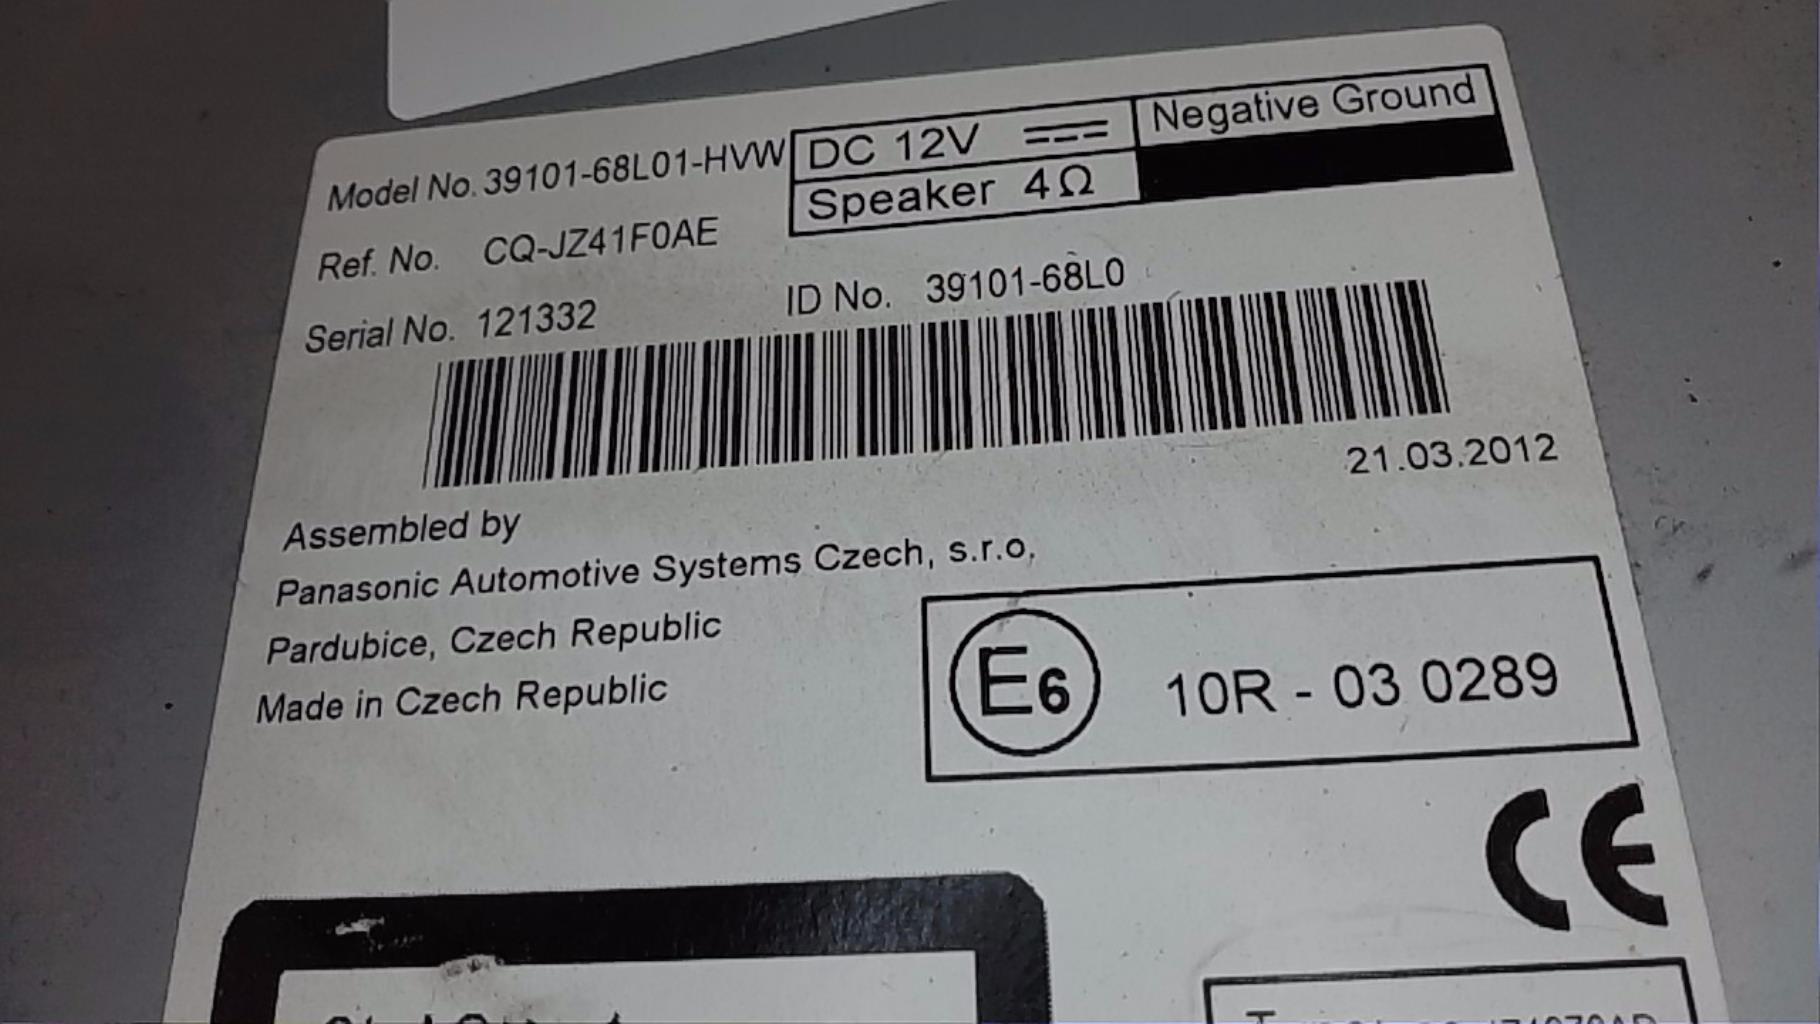 Model No. 39101-68L01-HVW
DC 12V
Negative Ground
Speaker 4Ω
Ref. No. CQ-JZ41F0AE
Serial No. 121332
ID No. 39101-68L0
21.03.2012
Assembled by
Panasonic Automotive Systems Czech, s.r.o,
Pardubice, Czech Republic
Made in Czech Republic
E6
10R - 03 0289
CE